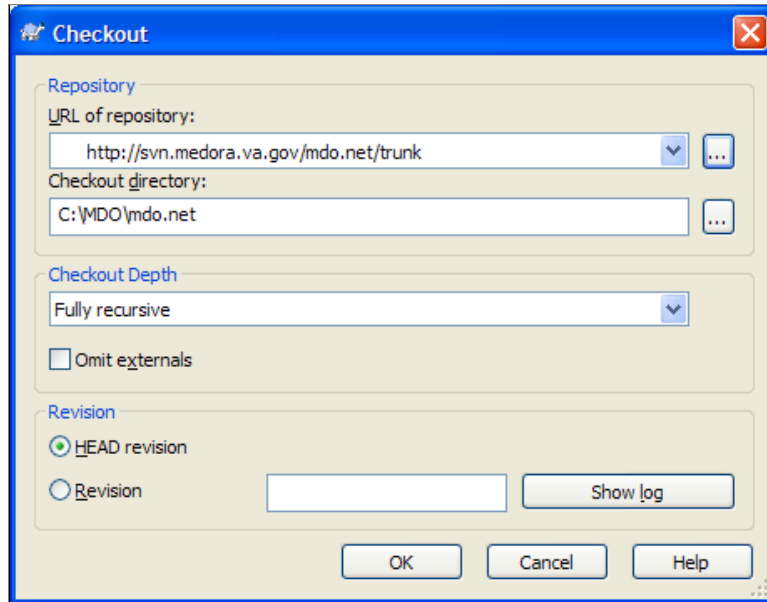 Checkout
Repository
URL of repository:
http://svn.medora.va.gov/mdo.net/trunk
...
Checkout directory:
C:\MDO\mdo.net
...
Checkout Depth
Fully recursive
Omit externals
Revision
HEAD revision
Revision
Show log
OK Cancel Help